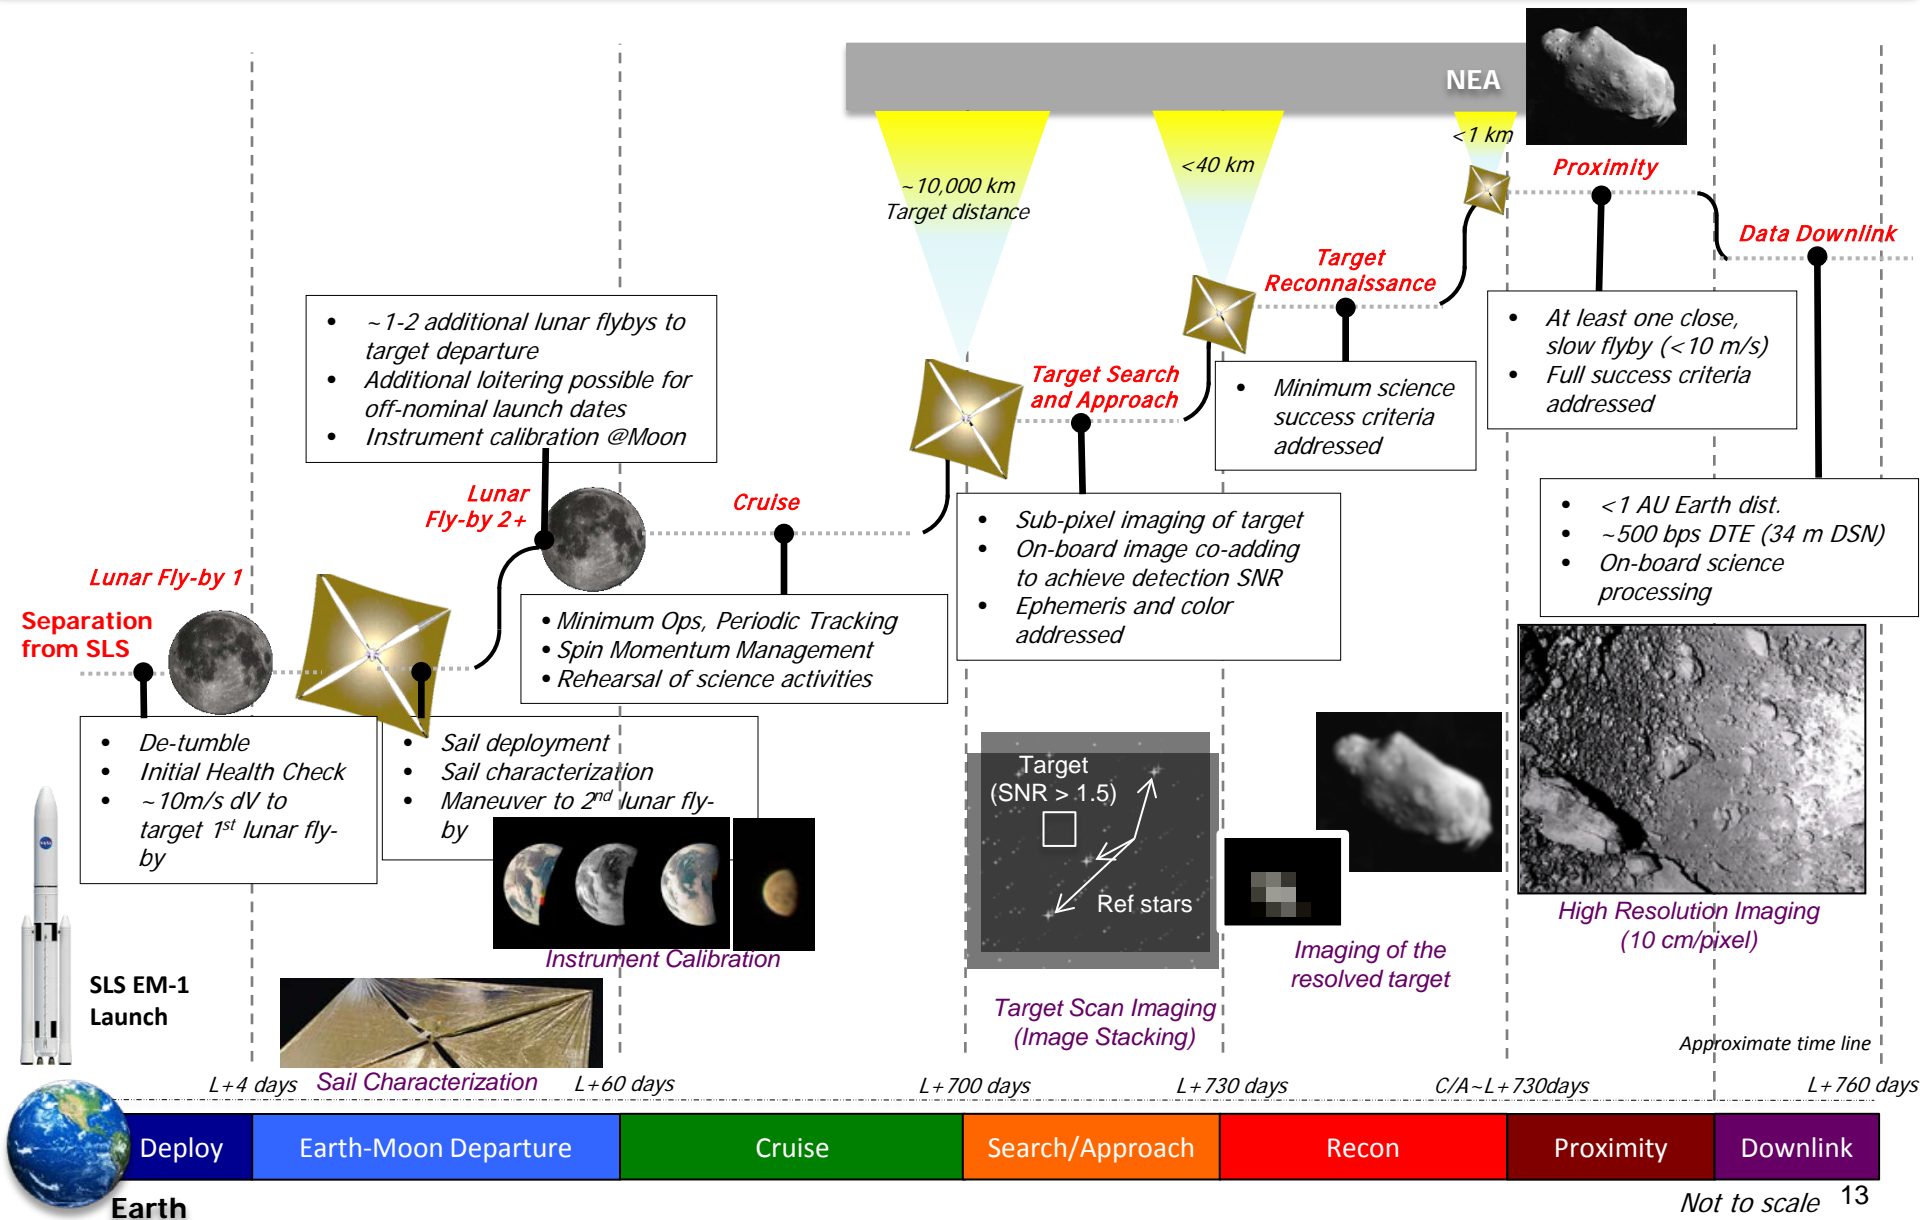 NEA
<1 km
<40 km
~10,000 km
Target distance
Proximity
Data Downlink
Target
Reconnaissance
• At least one close,
slow flyby (<10 m/s)
• Full success criteria
addressed
• ~1-2 additional lunar flybys to
target departure
• Additional loitering possible for
off-nominal launch dates
• Instrument calibration @Moon
Target Search
and Approach
• Minimum science
success criteria
addressed
Lunar
Fly-by 2+
Cruise
• Sub-pixel imaging of target
• On-board image co-adding
to achieve detection SNR
• Ephemeris and color
addressed
• <1 AU Earth dist.
• ~500 bps DTE (34 m DSN)
• On-board science
processing
Lunar Fly-by 1
Separation
from SLS
• Minimum Ops, Periodic Tracking
• Spin Momentum Management
• Rehearsal of science activities
• De-tumble
• Initial Health Check
• ~10m/s dV to
target 1st lunar fly-
by
• Sail deployment
• Sail characterization
• Maneuver to 2nd lunar fly-
by
Target
(SNR > 1.5)
Ref stars
High Resolution Imaging
(10 cm/pixel)
Instrument Calibration
Imaging of the
resolved target
SLS EM-1
Launch
Target Scan Imaging
(Image Stacking)
Approximate time line
L+4 days
Sail Characterization
L+60 days
L+700 days
L+730 days
C/A~L+730days
L+760 days
Deploy
Earth-Moon Departure
Cruise
Search/Approach
Recon
Proximity
Downlink
Earth
Not to scale
13